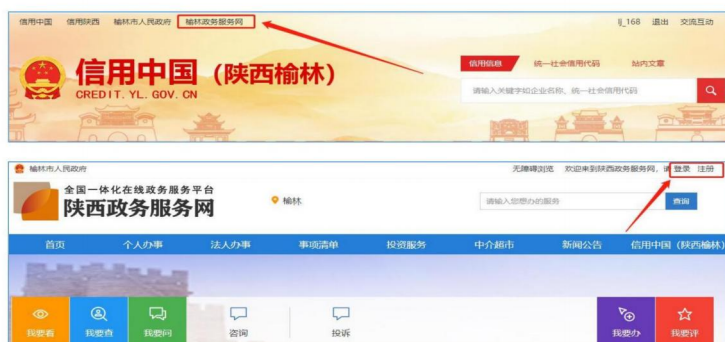 信用中国 信用陕西 榆林市人民政府 榆林政务服务网 lj_168 退出 交流互动
信用中国（陕西榆林）
CREDIT. YL. GOV. CN
信用信息 统一社会信用代码 站内文章
请输入关键字如企业名称、统一社会信用代码
榆林市人民政府 无障碍浏览 欢迎来到陕西政务服务网, 请 登录 注册
全国一体化在线政务服务平台
陕西政务服务网 榆林 请输入您想办的服务 查询
首页 个人办事 法人办事 事项清单 投资服务 中介超市 新闻公告 信用中国（陕西榆林）
我要看 我要查 我要问 咨询 投诉 我要办 我要评